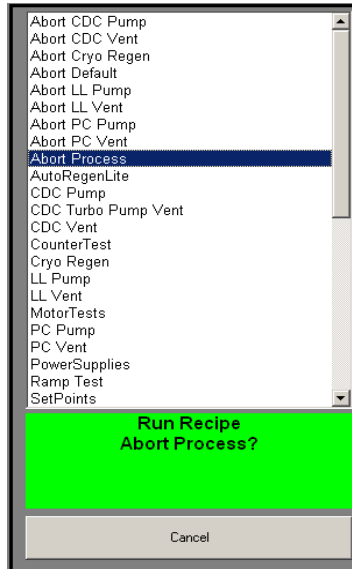 Abort CDC Pump
Abort CDC Vent
Abort Cryo Regen
Abort Default
Abort LL Pump
Abort LL Vent
Abort PC Pump
Abort PC Vent
Abort Process
AutoRegenLite
CDC Pump
CDC Turbo Pump Vent
CDC Vent
CounterTest
Cryo Regen
LL Pump
LL Vent
MotorTests
PC Pump
PC Vent
PowerSupplies
Ramp Test
SetPoints
Run Recipe
Abort Process?
Cancel